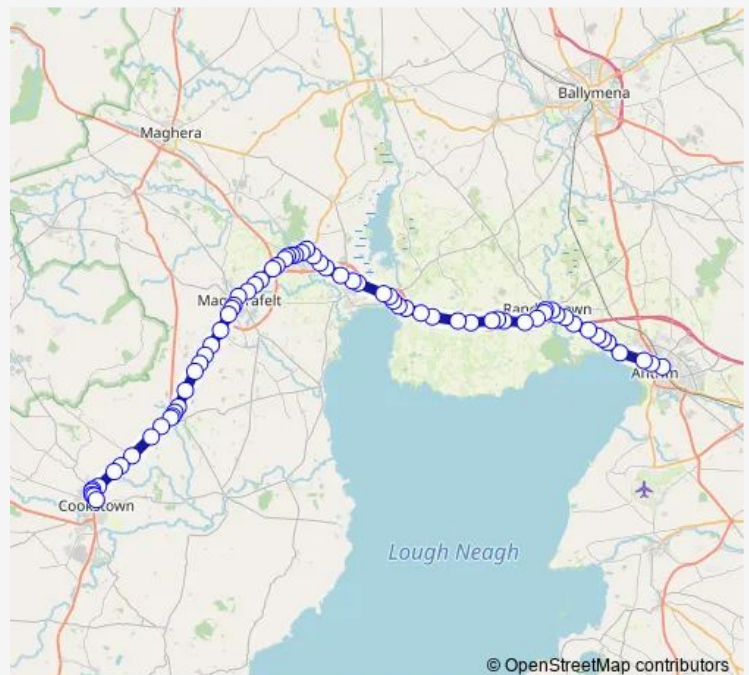 Ballymena
Maghera
Cookstown
Antrim
Lough Neagh
© OpenStreetMap contributors